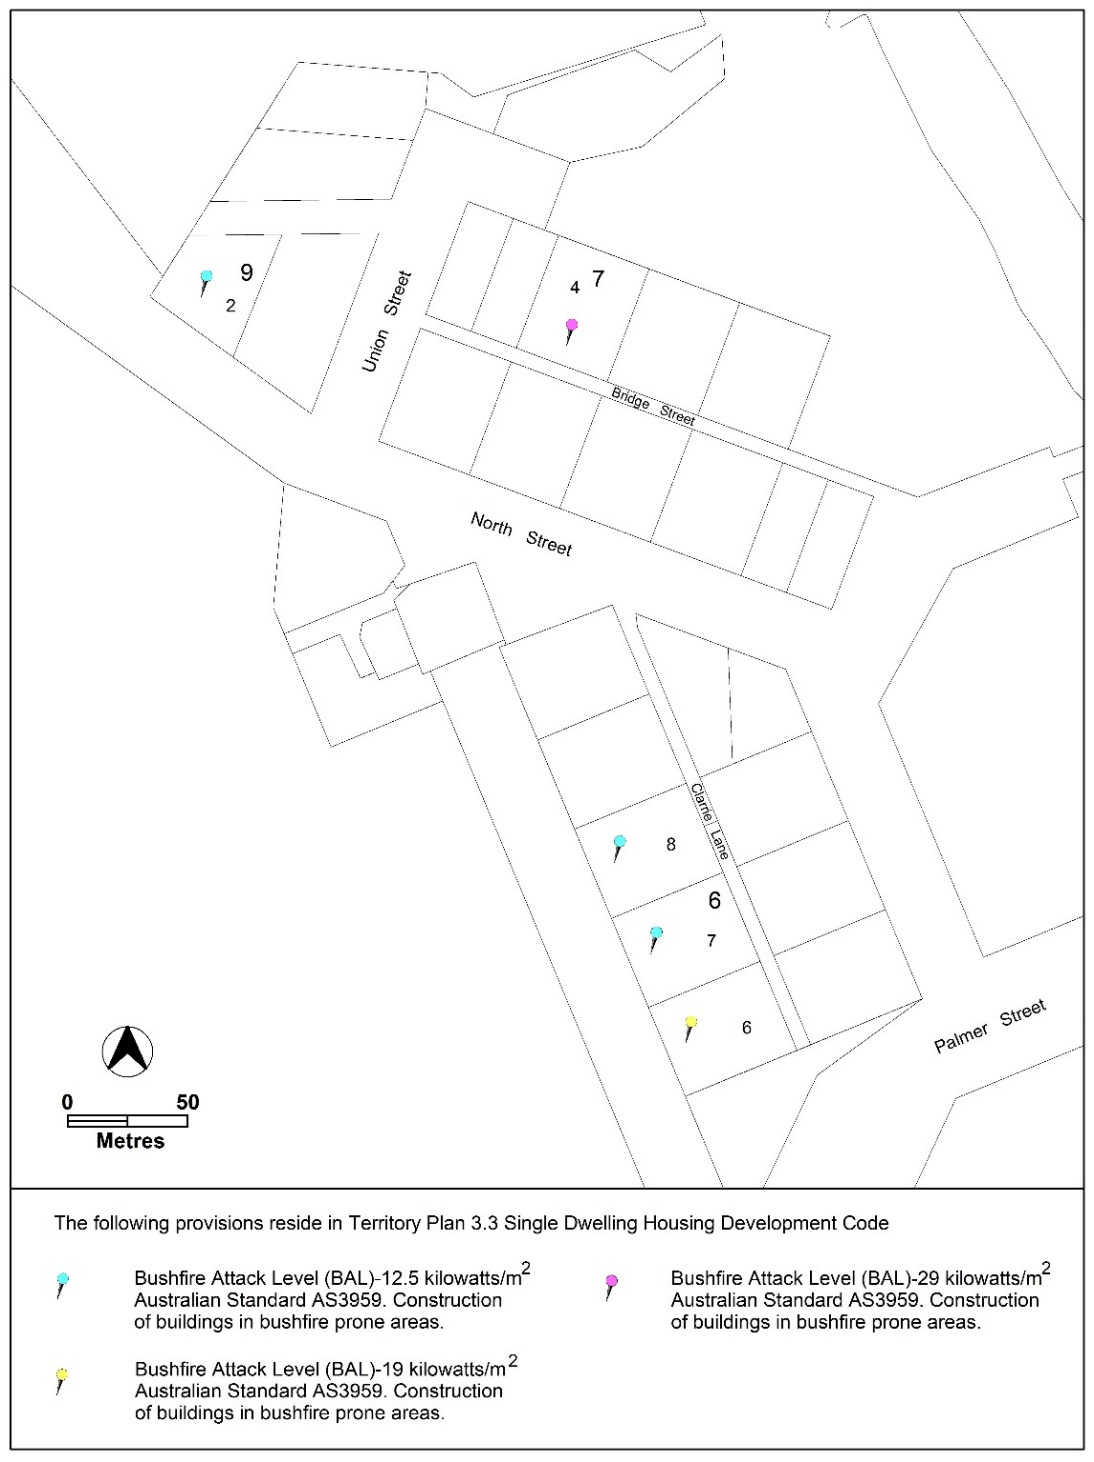 9
2
Union Street
4 7
Bridge Street
North Street
Clarrie Lane
8
6
7
6
Palmer Street
0 50
Metres
The following provisions reside in Territory Plan 3.3 Single Dwelling Housing Development Code
Bushfire Attack Level (BAL)-12.5 kilowatts/m2
Australian Standard AS3959. Construction
of buildings in bushfire prone areas.
Bushfire Attack Level (BAL)-29 kilowatts/m2
Australian Standard AS3959. Construction
of buildings in bushfire prone areas.
Bushfire Attack Level (BAL)-19 kilowatts/m2
Australian Standard AS3959. Construction
of buildings in bushfire prone areas.